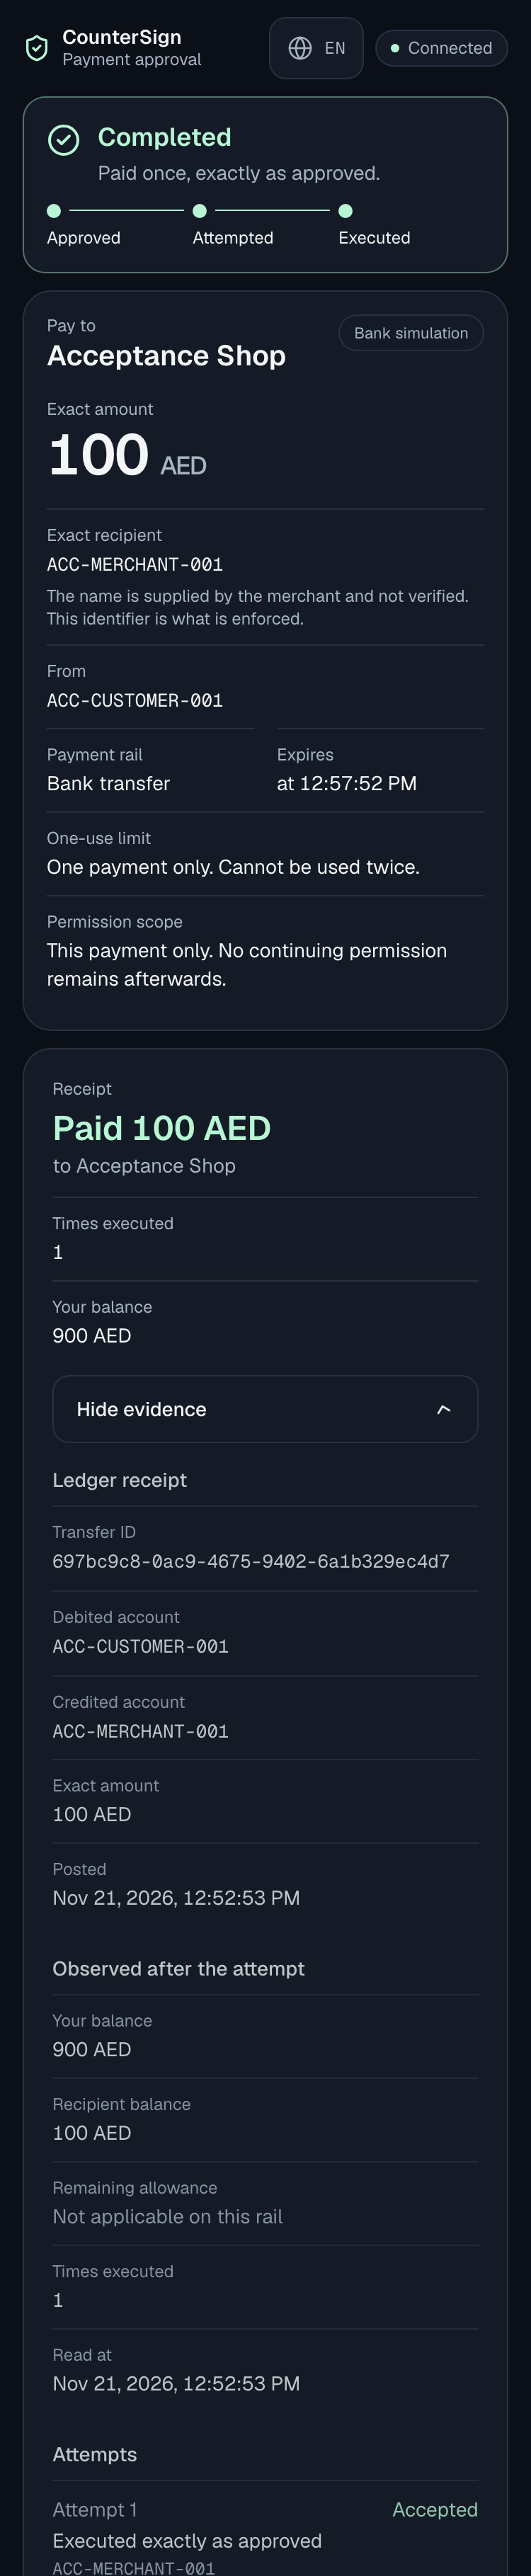 CounterSign
Payment approval
EN
Connected
Completed
Paid once, exactly as approved.
Approved
Attempted
Executed
Pay to
Acceptance Shop
Bank simulation
Exact amount
100 AED
Exact recipient
ACC-MERCHANT-001
The name is supplied by the merchant and not verified.
This identifier is what is enforced.
From
ACC-CUSTOMER-001
Payment rail
Bank transfer
Expires
at 12:57:52 PM
One-use limit
One payment only. Cannot be used twice.
Permission scope
This payment only. No continuing permission
remains afterwards.
Receipt
Paid 100 AED
to Acceptance Shop
Times executed
1
Your balance
900 AED
Hide evidence
Ledger receipt
Transfer ID
697bc9c8-0ac9-4675-9402-6a1b329ec4d7
Debited account
ACC-CUSTOMER-001
Credited account
ACC-MERCHANT-001
Exact amount
100 AED
Posted
Nov 21, 2026, 12:52:53 PM
Observed after the attempt
Your balance
900 AED
Recipient balance
100 AED
Remaining allowance
Not applicable on this rail
Times executed
1
Read at
Nov 21, 2026, 12:52:53 PM
Attempts
Attempt 1
Accepted
Executed exactly as approved
ACC-MERCHANT-001